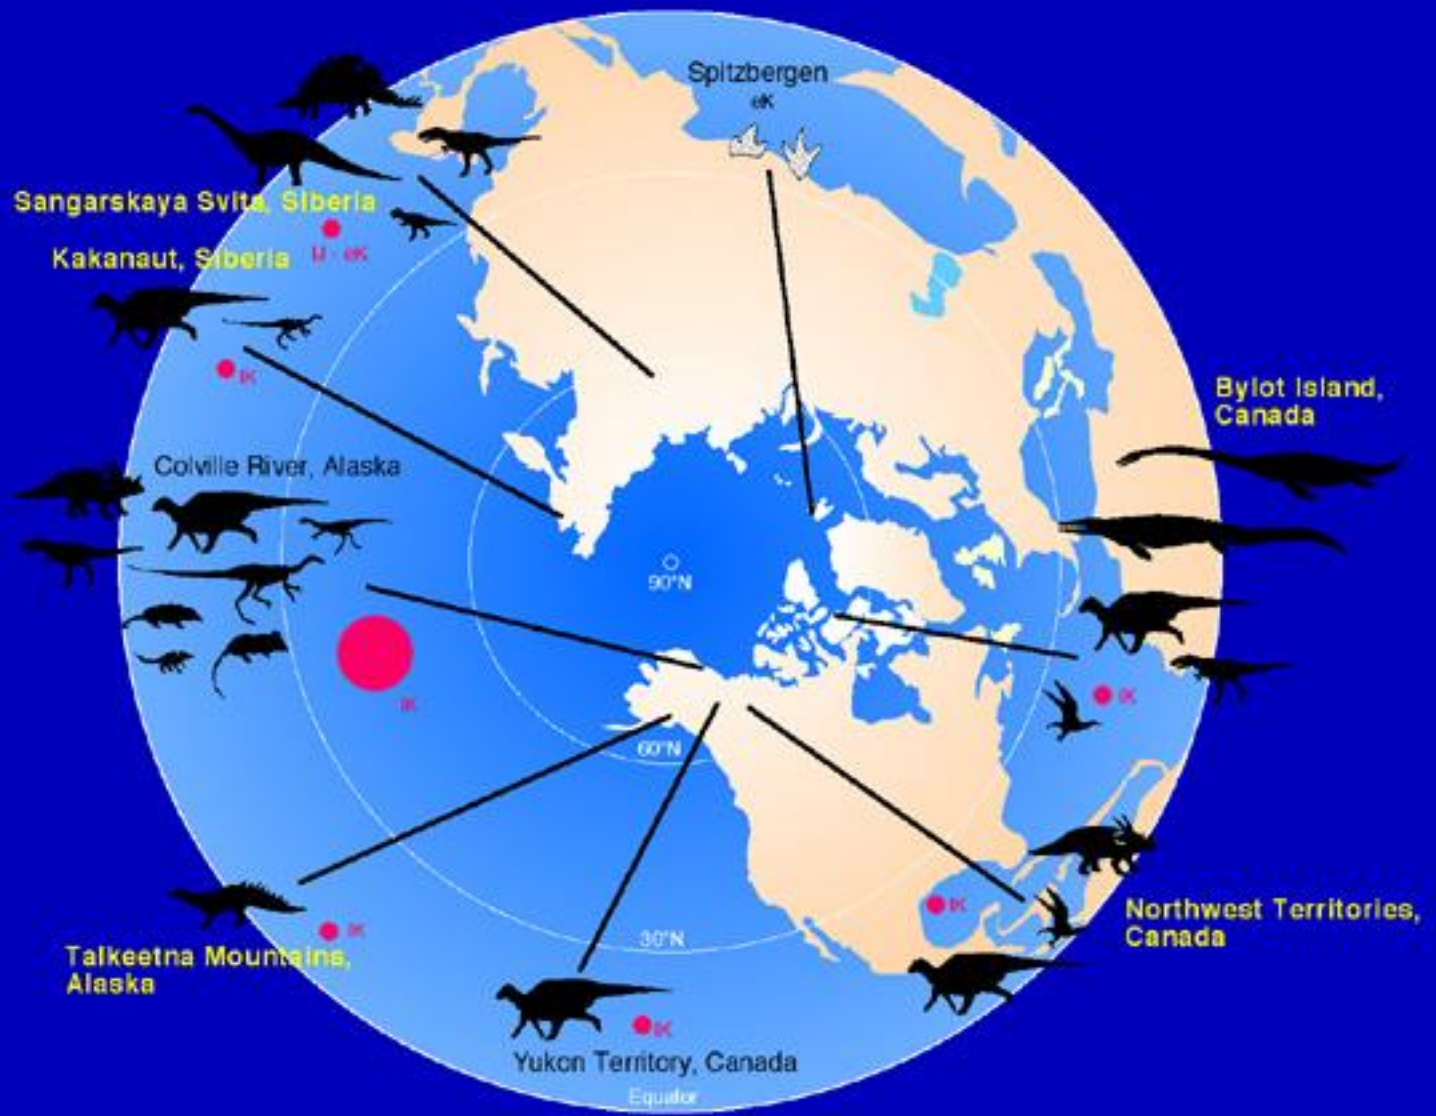 Spitzbergen
eK
Sangarskaya Svita, Siberia
lJ - eK
Kakanaut, Siberia
lK
Bylot Island,
Canada
Colville River, Alaska
90°N
lK
lK
60°N
lK
Northwest Territories,
Canada
lK
30°N
Talkeetna Mountains,
Alaska
lK
Yukon Territory, Canada
Equator